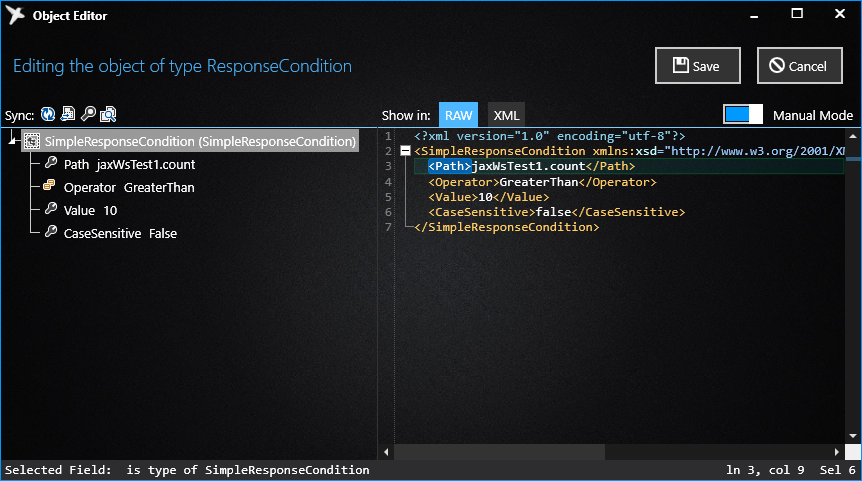 Object Editor
Editing the object of type ResponseCondition
Save
Cancel
Sync:
Show in:
RAW
XML
Manual Mode
SimpleResponseCondition (SimpleResponseCondition)
Path jaxWsTest1.count
Operator GreaterThan
Value 10
CaseSensitive False
1 <?xml version="1.0" encoding="utf-8"?>
2 <SimpleResponseCondition xmlns:xsd="http://www.w3.org/2001/XM
3 <Path>jaxWsTest1.count</Path>
4 <Operator>GreaterThan</Operator>
5 <Value>10</Value>
6 <CaseSensitive>false</CaseSensitive>
7 </SimpleResponseCondition>
Selected Field: is type of SimpleResponseCondition
ln 3, col 9 Sel 6